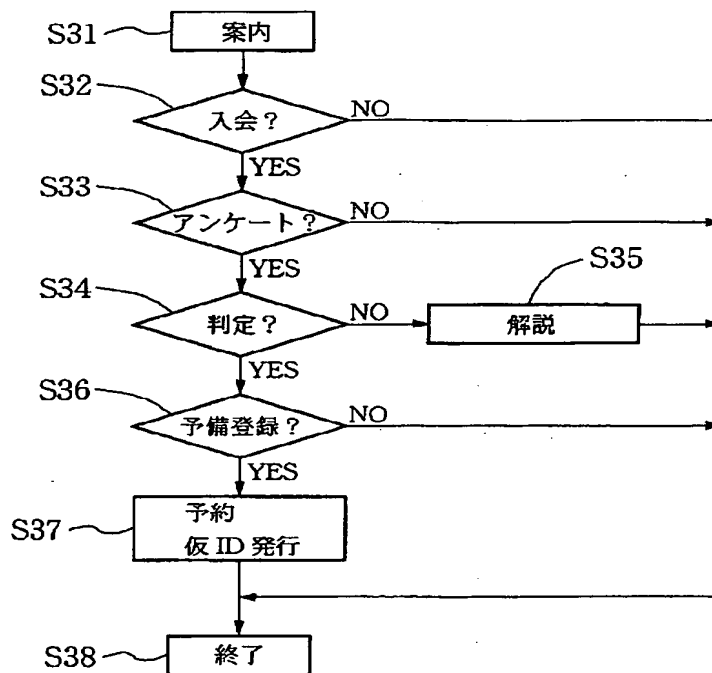 S31
案内
S32
入会?
NO
YES
S33
アンケート?
NO
YES
S35
S34
判定?
NO
解説
YES
S36
予備登録?
NO
YES
S37
予約
仮ID発行
S38
終了